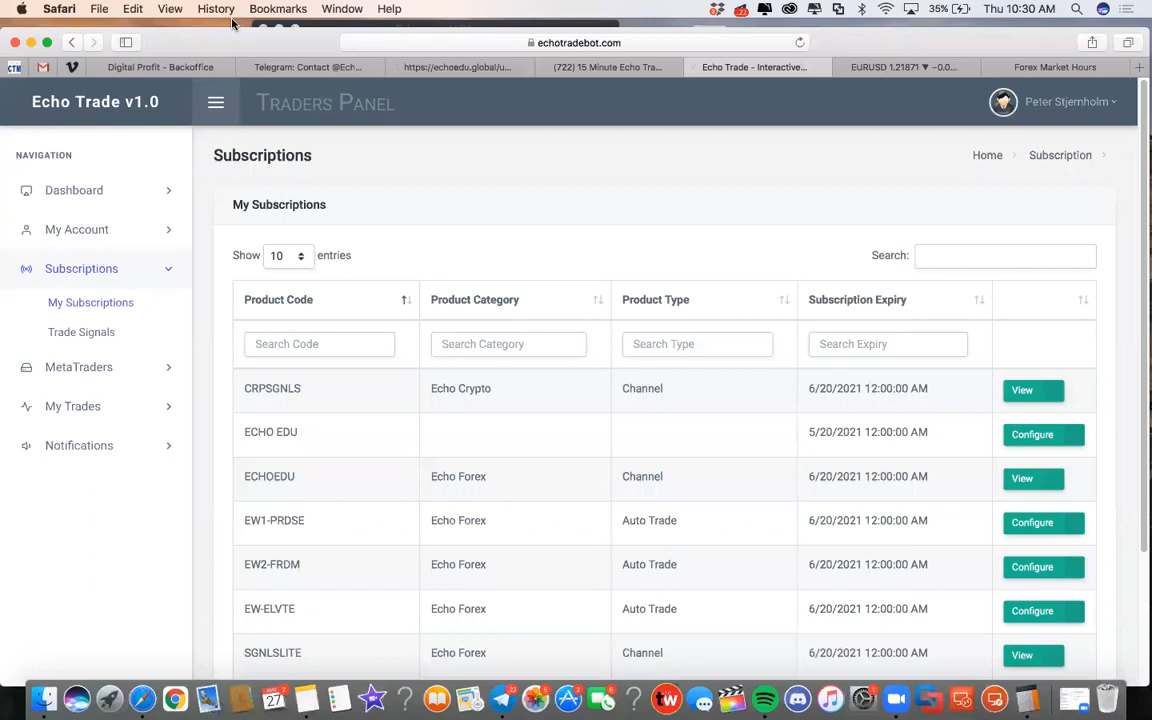 Safari File Edit View History Bookmarks Window Help 35% Thu 10:30 AM
echotradebot.com
CTM Digital Profit - Backoffice Telegram: Contact @Ech... https://echoedu.global/u... (722) 15 Minute Echo Tra... Echo Trade - Interactive... EURUSD 1.21871 ▼ -0.0... Forex Market Hours
Echo Trade v1.0 TRADERS PANEL Peter Stjernholm
NAVIGATION
Dashboard
My Account
Subscriptions
My Subscriptions
Trade Signals
MetaTraders
My Trades
Notifications
Subscriptions Home Subscription
My Subscriptions
Show 10 entries Search:
Product Code Product Category Product Type Subscription Expiry
Search Code Search Category Search Type Search Expiry
CRPSGNLS Echo Crypto Channel 6/20/2021 12:00:00 AM View
ECHO EDU 5/20/2021 12:00:00 AM Configure
ECHOEDU Echo Forex Channel 6/20/2021 12:00:00 AM View
EW1-PRDSE Echo Forex Auto Trade 6/20/2021 12:00:00 AM Configure
EW2-FRDM Echo Forex Auto Trade 6/20/2021 12:00:00 AM Configure
EW-ELVTE Echo Forex Auto Trade 6/20/2021 12:00:00 AM Configure
SGNLSLITE Echo Forex Channel 6/20/2021 12:00:00 AM View
27 tw